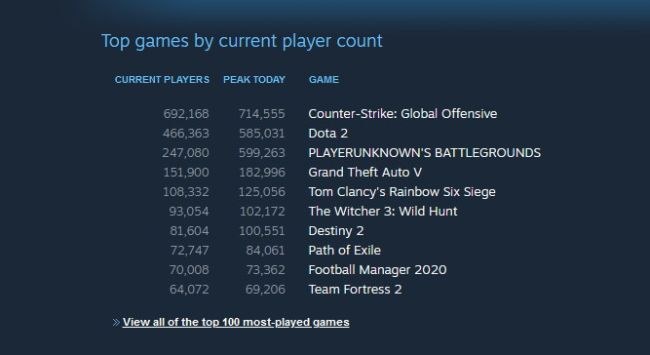 Top games by current player count
CURRENT PLAYERS PEAK TODAY GAME
692,168 714,555 Counter-Strike: Global Offensive
466,363 585,031 Dota 2
247,080 599,263 PLAYERUNKNOWN'S BATTLEGROUNDS
151,900 182,996 Grand Theft Auto V
108,332 125,056 Tom Clancy's Rainbow Six Siege
93,054 102,172 The Witcher 3: Wild Hunt
81,604 100,551 Destiny 2
72,747 84,061 Path of Exile
70,008 73,362 Football Manager 2020
64,072 69,206 Team Fortress 2
» View all of the top 100 most-played games